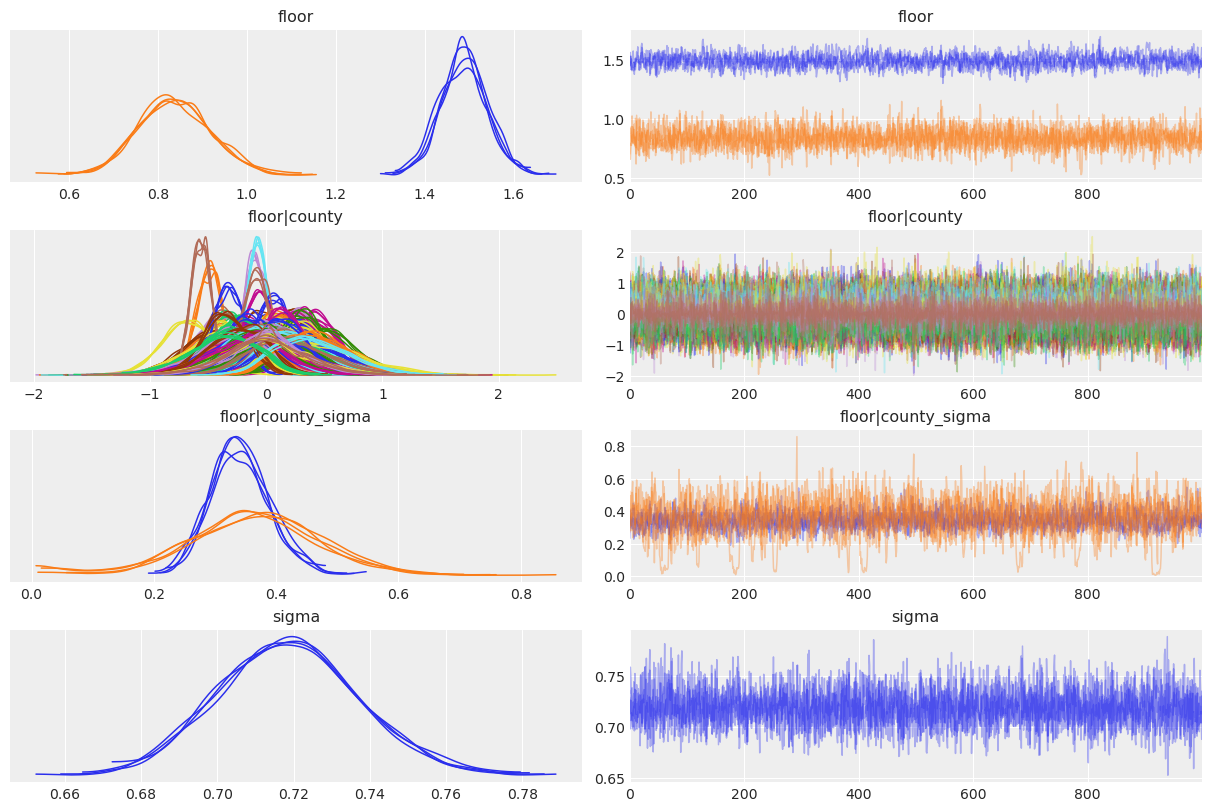 floor
floor
0.6 0.8 1.0 1.2 1.4 1.6
1.5
1.0
0.5
0 200 400 600 800
floor|county
floor|county
−2 −1 0 1 2
2
1
0
−1
−2
0 200 400 600 800
floor|county_sigma
floor|county_sigma
0.0 0.2 0.4 0.6 0.8
0.8
0.6
0.4
0.2
0.0
0 200 400 600 800
sigma
sigma
0.66 0.68 0.70 0.72 0.74 0.76 0.78
0.75
0.70
0.65
0 200 400 600 800